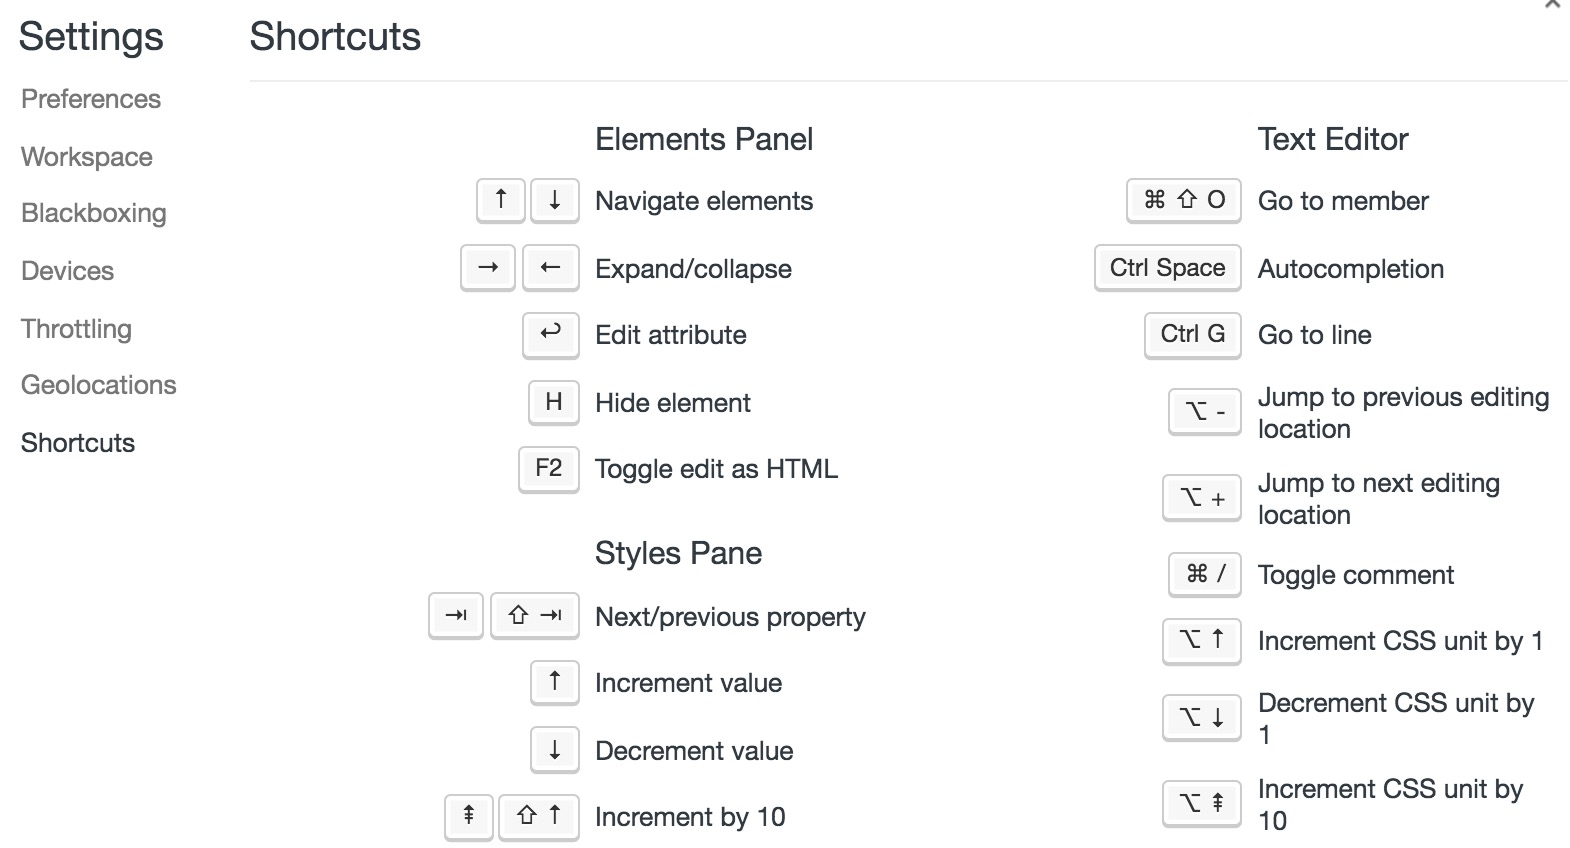 Settings
Preferences
Workspace
Blackboxing
Devices
Throttling
Geolocations
Shortcuts
Shortcuts
Elements Panel
↑ ↓ Navigate elements
→ ← Expand/collapse
↩ Edit attribute
H Hide element
F2 Toggle edit as HTML
Styles Pane
⇥ ⇧ ⇥ Next/previous property
↑ Increment value
↓ Decrement value
⇞ ⇧ ↑ Increment by 10
Text Editor
⌘ ⇧ O Go to member
Ctrl Space Autocompletion
Ctrl G Go to line
⌥ - Jump to previous editing
location
⌥ + Jump to next editing
location
⌘ / Toggle comment
⌥ ↑ Increment CSS unit by 1
⌥ ↓ Decrement CSS unit by
1
⌥ ⇞ Increment CSS unit by
10